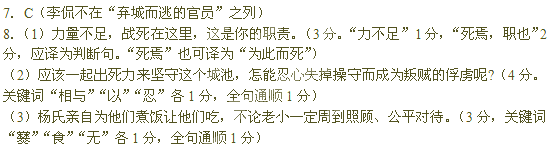 7. C（李侃不在“弃城而逃的官员”之列）
8.（1）力量不足，战死在这里，这是你的职责。（3分。“力不足”1分，“死焉，职也”2
分，应译为判断句。“死焉”也可译为“为此而死”）
（2）应该一起出死力来坚守这个城池，怎能忍心失掉操守而成为叛贼的俘虏呢?（4分。
关键词“相与”“以”“忍”各1分，全句通顺1分）
（3）杨氏亲自为他们煮饭让他们吃，不论老小一定周到照顾、公平对待。（3分，关键词
“爨”“食”“无”各1分，全句通顺1分）